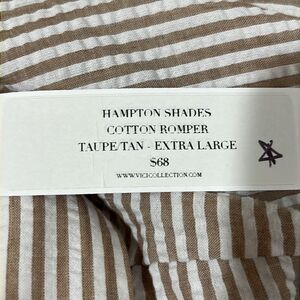 HAMPTON SHADES
COTTON ROMPER
TAUPE/TAN - EXTRA LARGE
$68
WWW.VICICOLLECTION.COM